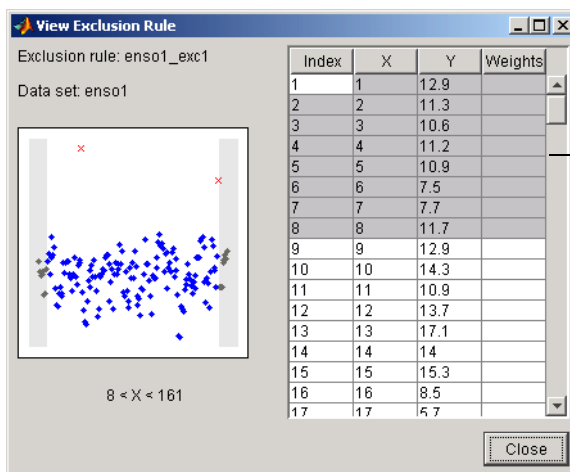 View Exclusion Rule
Exclusion rule: enso1_exc1
Data set: enso1
8 < X < 161
Index X Y Weights
1 1 12.9
2 2 11.3
3 3 10.6
4 4 11.2
5 5 10.9
6 6 7.5
7 7 7.7
8 8 11.7
9 9 12.9
10 10 14.3
11 11 10.9
12 12 13.7
13 13 17.1
14 14 14
15 15 15.3
16 16 8.5
17 17 5.7
Close